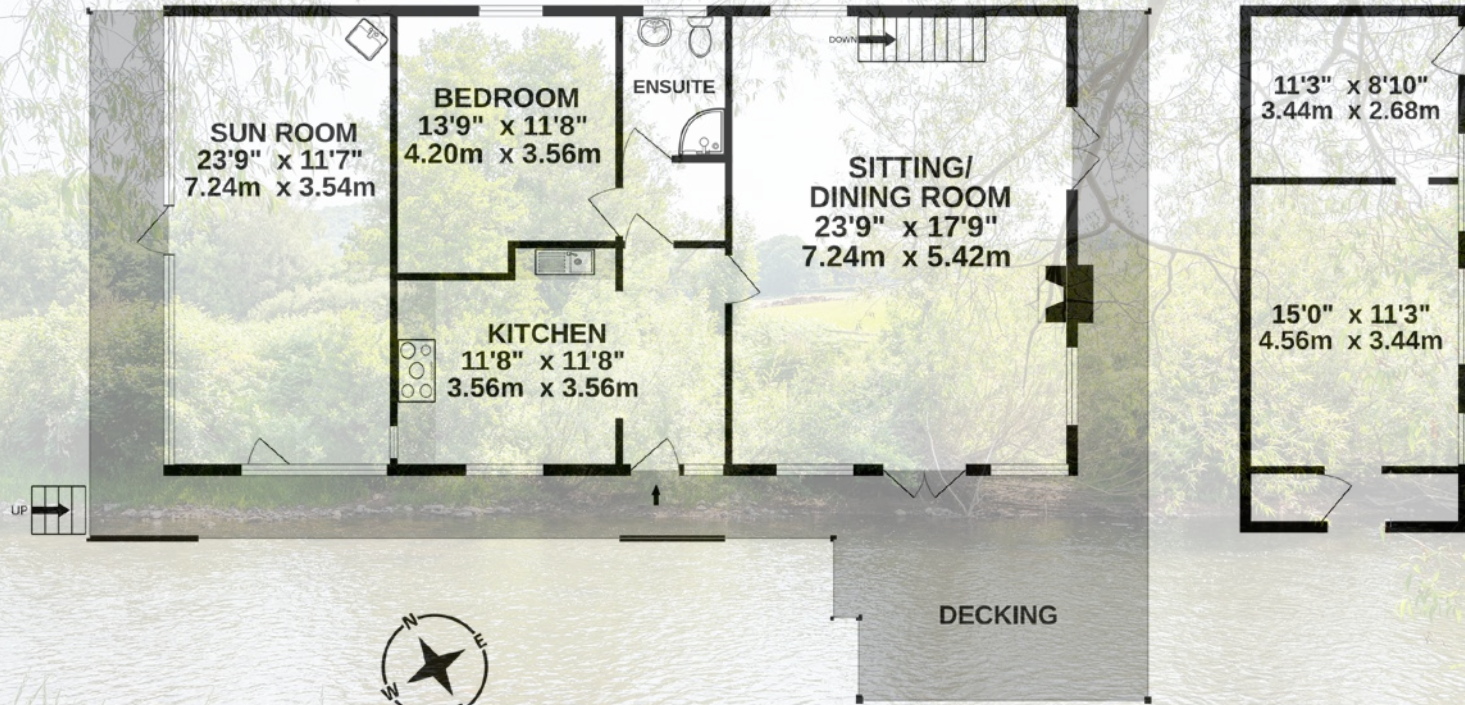 SUN ROOM
23'9" x 11'7"
7.24m x 3.54m
BEDROOM
13'9" x 11'8"
4.20m x 3.56m
ENSUITE
DOWN
SITTING/
DINING ROOM
23'9" x 17'9"
7.24m x 5.42m
11'3" x 8'10"
3.44m x 2.68m
KITCHEN
11'8" x 11'8"
3.56m x 3.56m
15'0" x 11'3"
4.56m x 3.44m
UP
DECKING
N
E
W